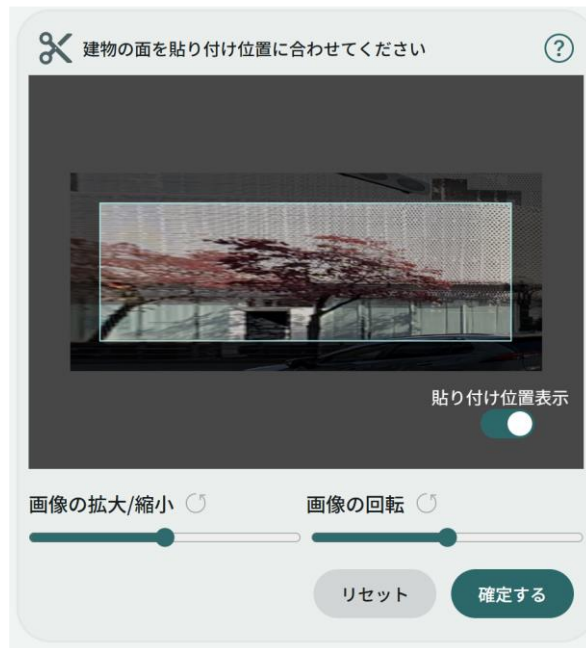 建物の面を貼り付け位置に合わせてください
?
貼り付け位置表示
画像の拡大/縮小
画像の回転
リセット
確定する